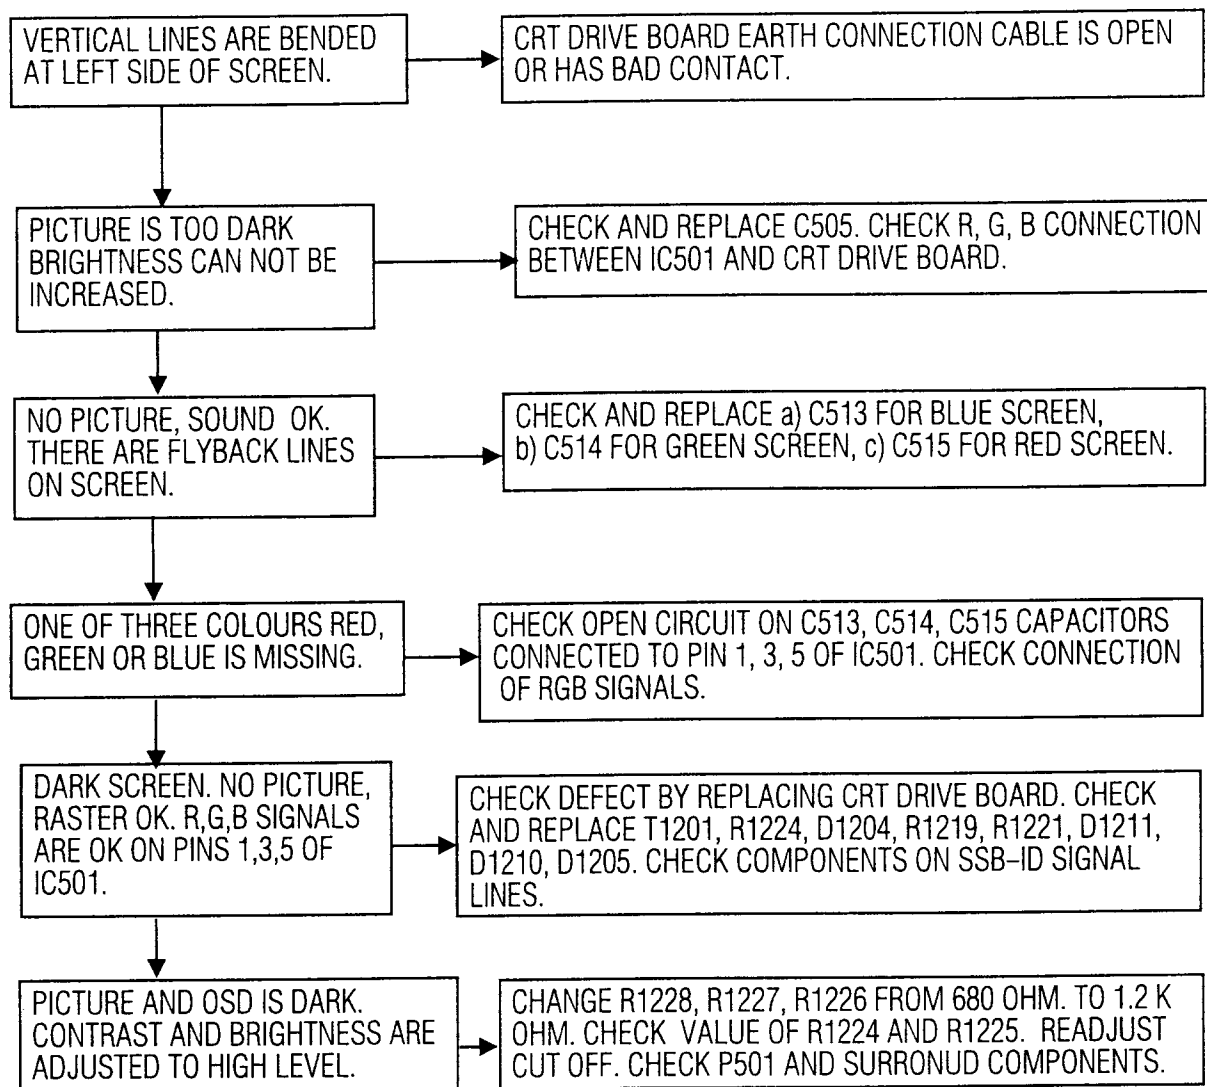 VERTICAL LINES ARE BENDED
AT LEFT SIDE OF SCREEN.
CRT DRIVE BOARD EARTH CONNECTION CABLE IS OPEN
OR HAS BAD CONTACT.
PICTURE IS TOO DARK
BRIGHTNESS CAN NOT BE
INCREASED.
CHECK AND REPLACE C505. CHECK R, G, B CONNECTION
BETWEEN IC501 AND CRT DRIVE BOARD.
NO PICTURE, SOUND OK.
THERE ARE FLYBACK LINES
ON SCREEN.
CHECK AND REPLACE a) C513 FOR BLUE SCREEN,
b) C514 FOR GREEN SCREEN, c) C515 FOR RED SCREEN.
ONE OF THREE COLOURS RED,
GREEN OR BLUE IS MISSING.
CHECK OPEN CIRCUIT ON C513, C514, C515 CAPACITORS
CONNECTED TO PIN 1, 3, 5 OF IC501. CHECK CONNECTION
OF RGB SIGNALS.
DARK SCREEN. NO PICTURE,
RASTER OK. R,G,B SIGNALS
ARE OK ON PINS 1,3,5 OF
IC501.
CHECK DEFECT BY REPLACING CRT DRIVE BOARD. CHECK
AND REPLACE T1201, R1224, D1204, R1219, R1221, D1211,
D1210, D1205. CHECK COMPONENTS ON SSB-ID SIGNAL
LINES.
PICTURE AND OSD IS DARK.
CONTRAST AND BRIGHTNESS ARE
ADJUSTED TO HIGH LEVEL.
CHANGE R1228, R1227, R1226 FROM 680 OHM. TO 1.2 K
OHM. CHECK VALUE OF R1224 AND R1225. READJUST
CUT OFF. CHECK P501 AND SURRONUD COMPONENTS.